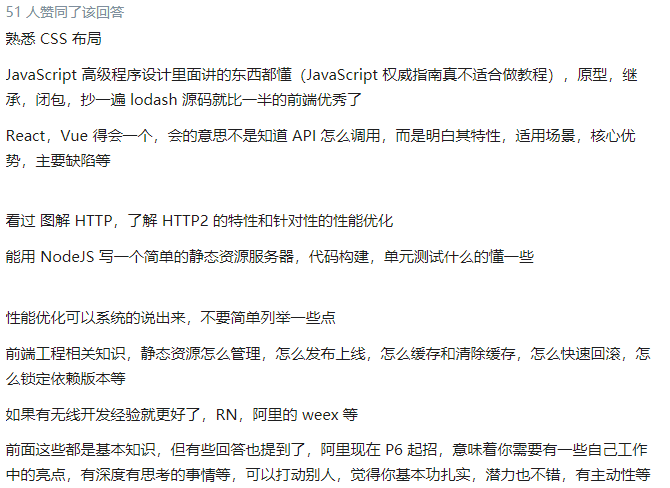 51 人赞同了该回答
熟悉 CSS 布局
JavaScript 高级程序设计里面讲的东西都懂（JavaScript 权威指南真不适合做教程），原型，继
承，闭包，抄一遍 lodash 源码就比一半的前端优秀了
React，Vue 得会一个，会的意思不是知道 API 怎么调用，而是明白其特性，适用场景，核心优
势，主要缺陷等
看过 图解 HTTP，了解 HTTP2 的特性和针对性的性能优化
能用 NodeJS 写一个简单的静态资源服务器，代码构建，单元测试什么的懂一些
性能优化可以系统的说出来，不要简单列举一些点
前端工程相关知识，静态资源怎么管理，怎么发布上线，怎么缓存和清除缓存，怎么快速回滚，怎
么锁定依赖版本等
如果有无线开发经验就更好了，RN，阿里的 weex 等
前面这些都是基本知识，但有些回答也提到了，阿里现在 P6 起招，意味着你需要有一些自己工作
中的亮点，有深度有思考的事情等，可以打动别人，觉得你基本功扎实，潜力也不错，有主动性等